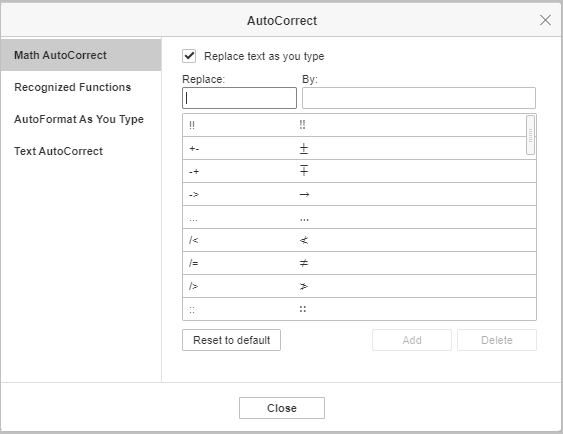 AutoCorrect
Math AutoCorrect
Recognized Functions
AutoFormat As You Type
Text AutoCorrect
Replace text as you type
Replace: By:
!! ‼
+- ±
-+ ∓
-> →
... …
/< ≮
/= ≠
/> ≯
:: ∷
Reset to default Add Delete
Close